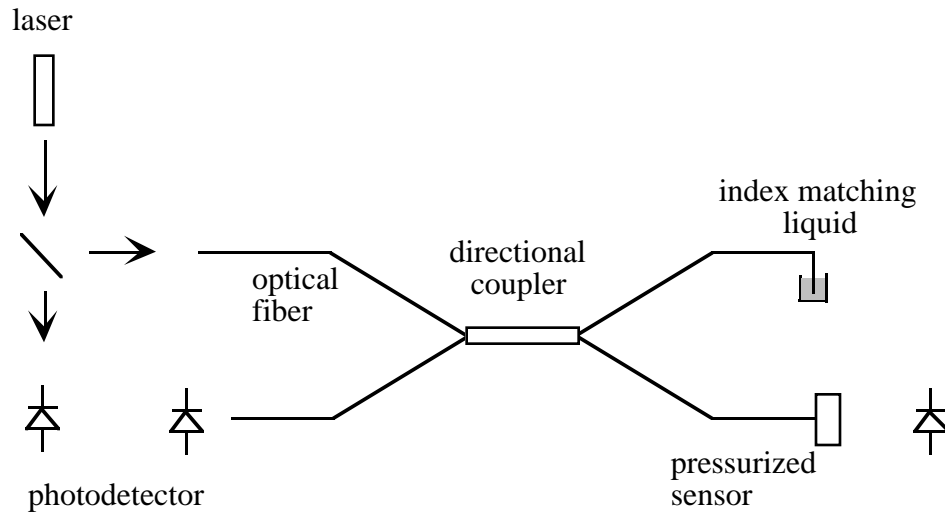 laser
index matching
liquid
directional
coupler
optical
fiber
pressurized
sensor
photodetector